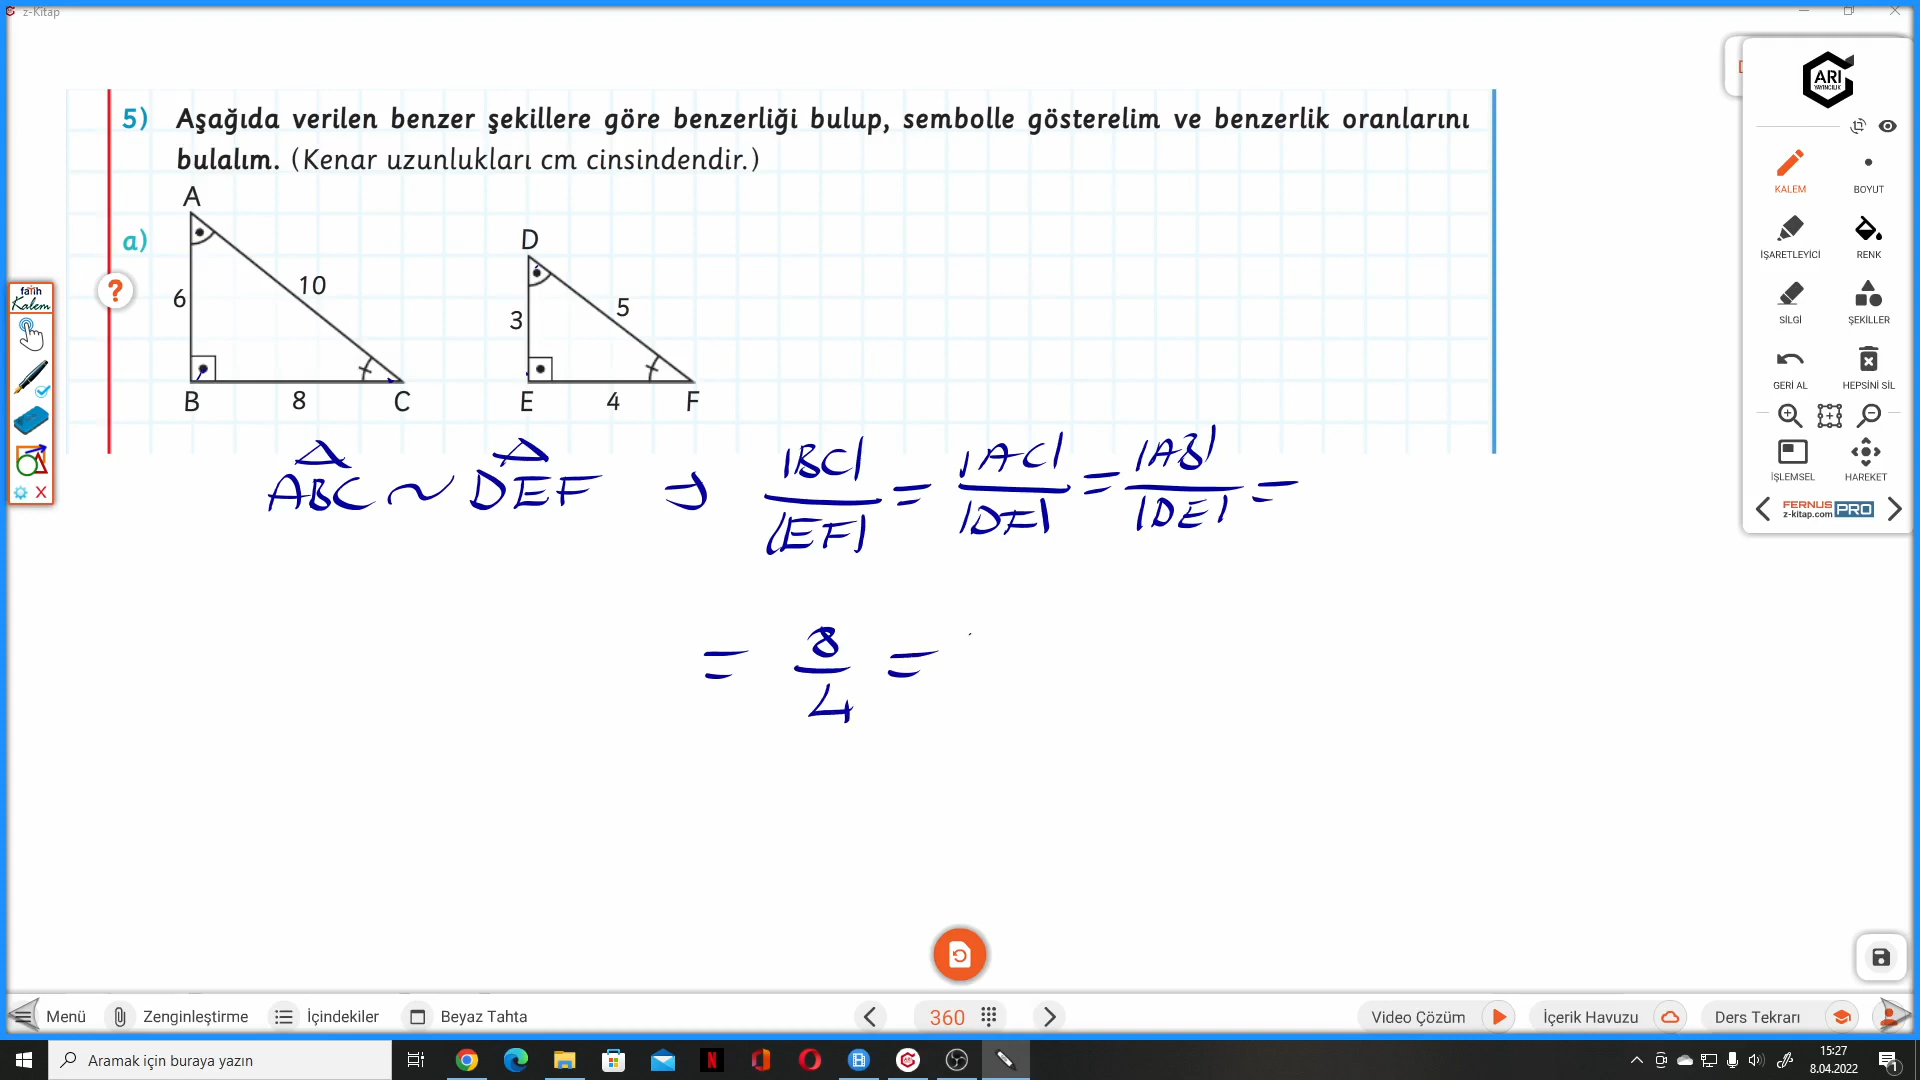 z-Kitap
5) Aşağıda verilen benzer şekillere göre benzerliği bulup, sembolle gösterelim ve benzerlik oranlarını
bulalım. (Kenar uzunlukları cm cinsindendir.)
a)
A
6
10
B
8
C
D
3
5
E
4
F
?
ABC ~ DEF ⇒ |BC|/|EF| = |AC|/|DF| = |AB|/|DE| =
= 8/4 =
fatih
Kalem
X
ARI
YAYINCILIK
KALEM
BOYUT
İŞARETLEYİCİ
RENK
SİLGİ
ŞEKİLLER
GERİ AL
HEPSİNİ SİL
İŞLEMSEL
HAREKET
FERNUS
z-kitap.com PRO
Menü
Zenginleştirme
İçindekiler
Beyaz Tahta
360
Video Çözüm
İçerik Havuzu
Ders Tekrarı
Aramak için buraya yazın
15:27
8.04.2022
1